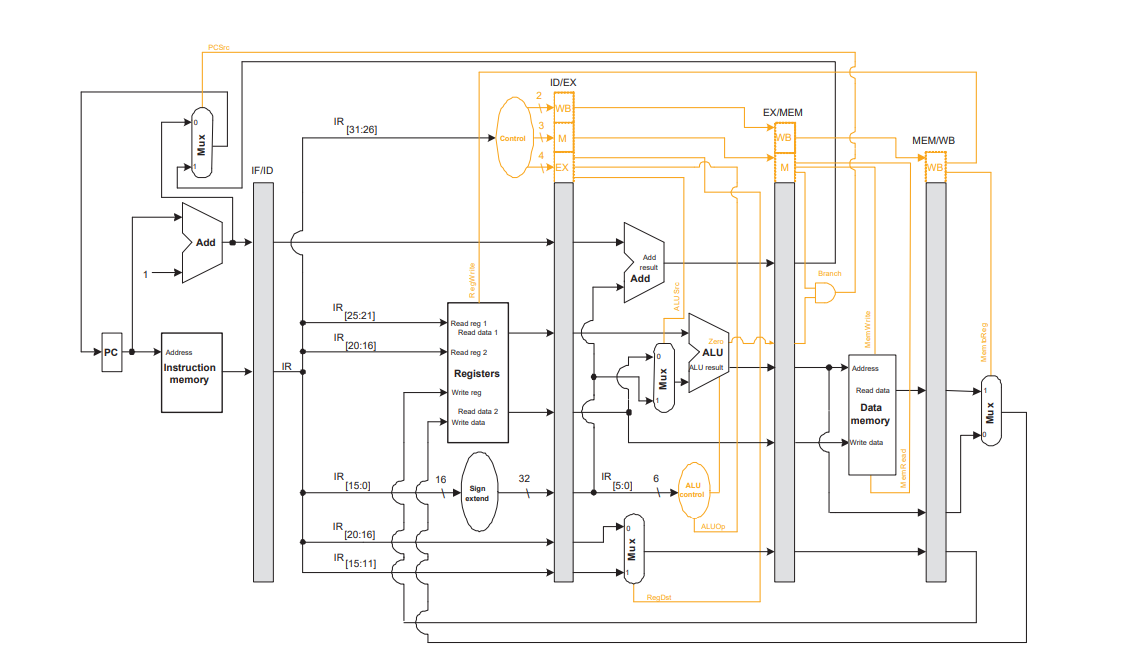 PCSrc
ID/EX
2
WB
EX/MEM
0
Mux
1
IR
[31:26]
Control
3
M
WB
MEM/WB
4
EX
M
WB
IF/ID
Add
1
RegWrite
Add
result
Add
ALUSrc
Branch
IR
[25:21]
Read reg 1
Read data 1
IR
[20:16]
Read reg 2
Registers
Write reg
Read data 2
Write data
PC
Address
Instruction
memory
IR
Zero
ALU
ALU result
0
Mux
1
MemWrite
MemtoReg
Address
Read data
Data
memory
Write data
MemRead
1
Mux
0
IR
[15:0]
16
Sign
extend
32
IR
[5:0]
6
ALU
control
ALUOp
IR
[20:16]
IR
[15:11]
0
Mux
1
RegDst